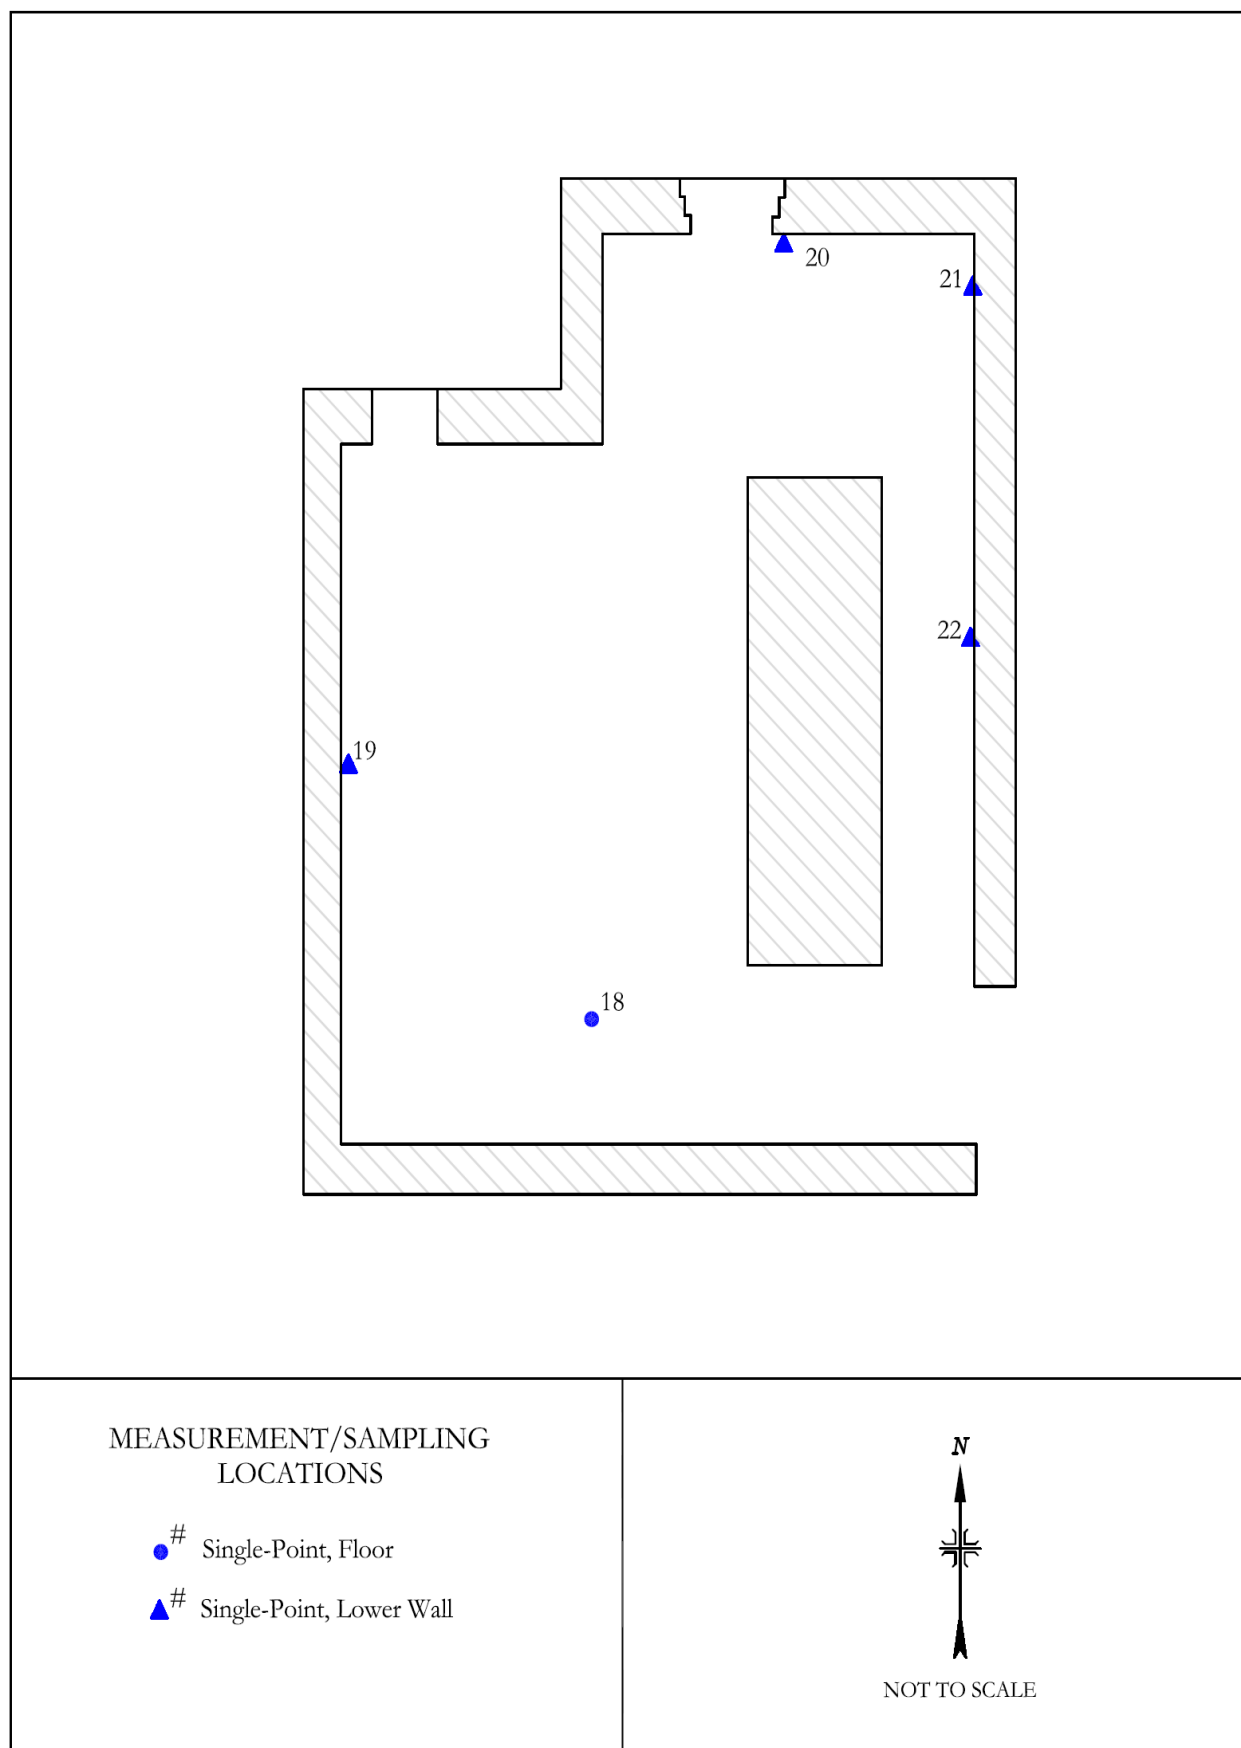 20
21
22
19
18
MEASUREMENT/SAMPLING
LOCATIONS
#
Single-Point, Floor
#
Single-Point, Lower Wall
N
NOT TO SCALE